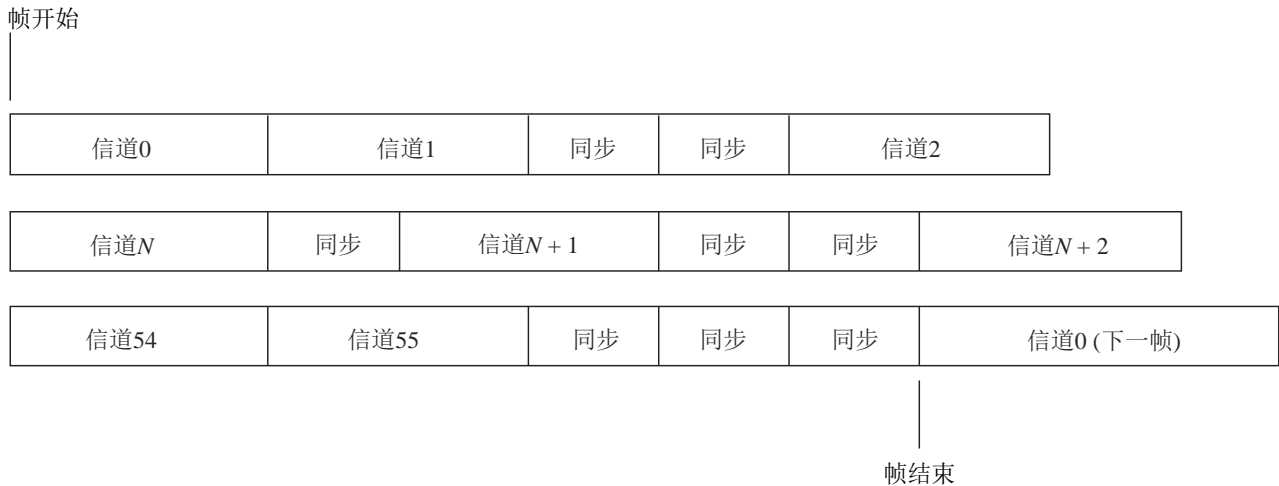 帧开始
信道0 信道1 同步 同步 信道2
信道N 同步 信道N + 1 同步 同步 信道N + 2
信道54 信道55 同步 同步 同步 信道0 (下一帧)
帧结束